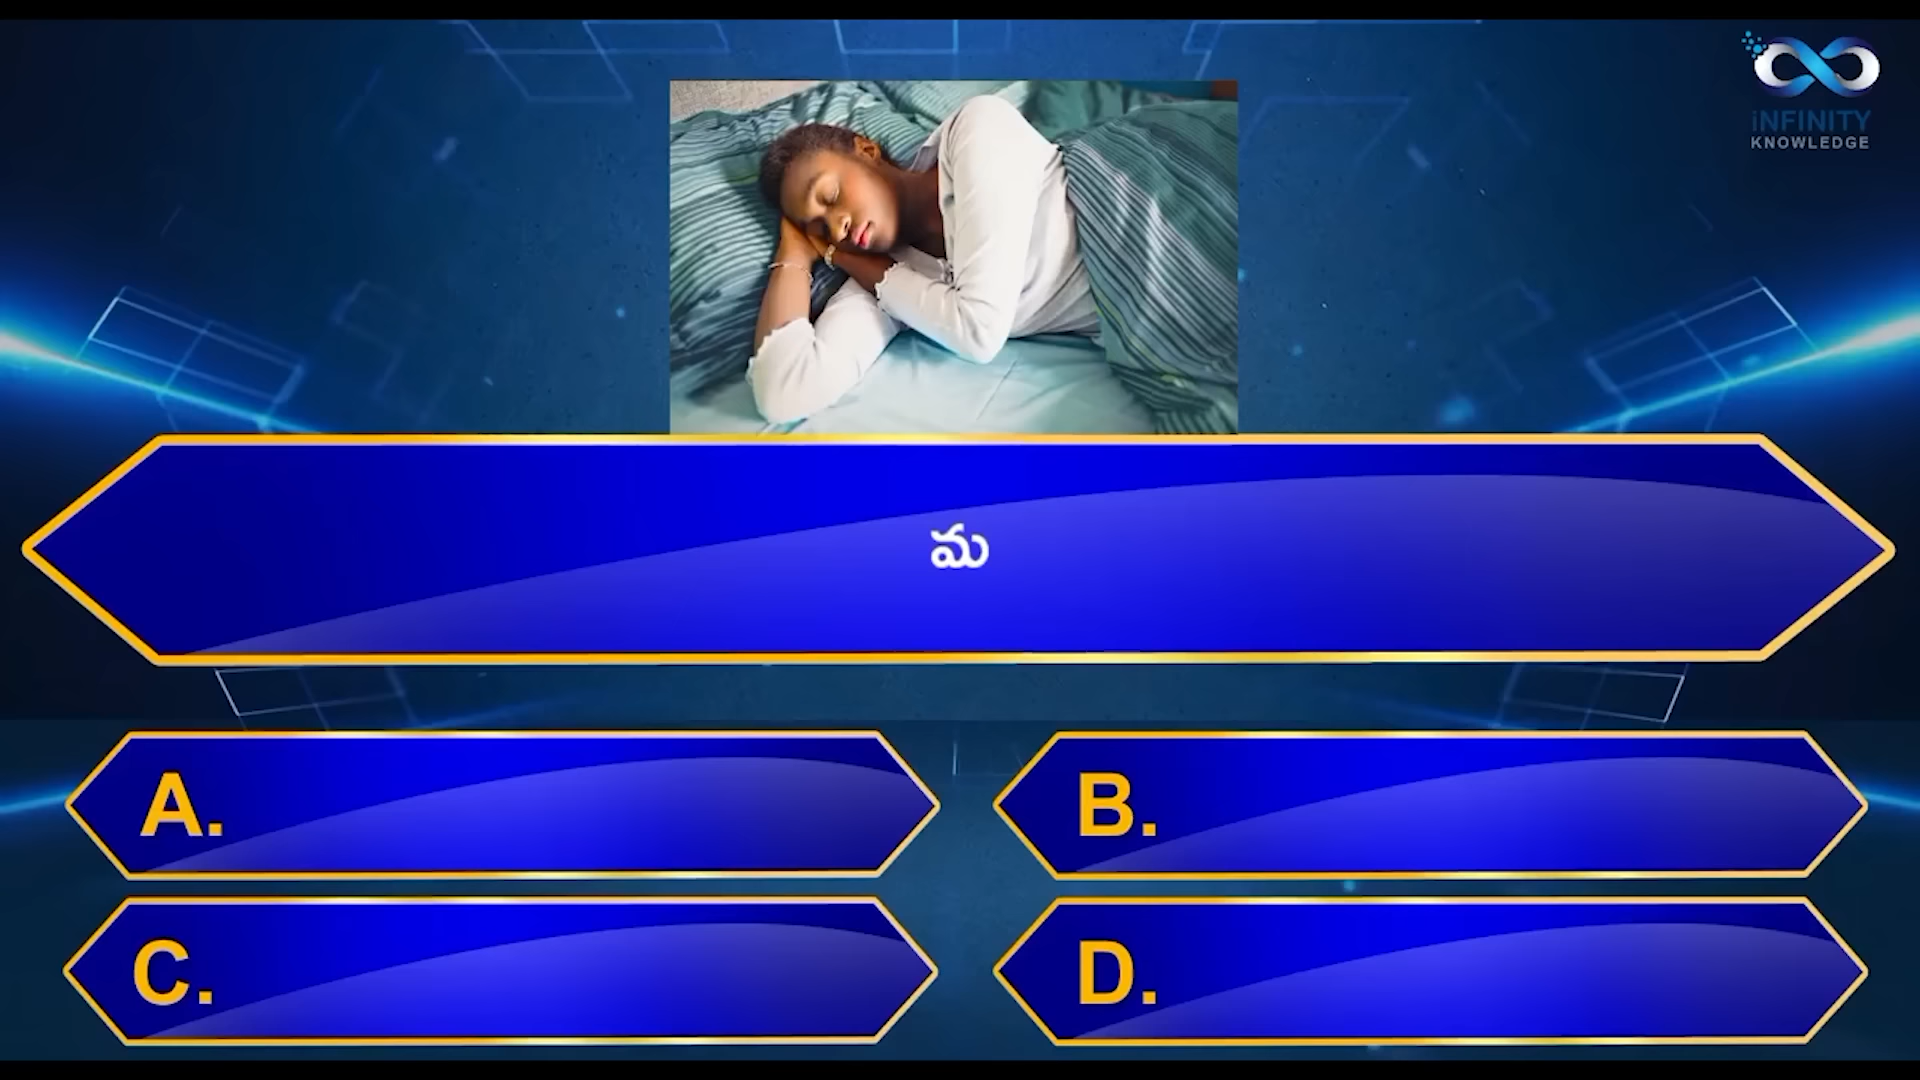 iNFINITY
KNOWLEDGE
మ
A.
B.
C.
D.